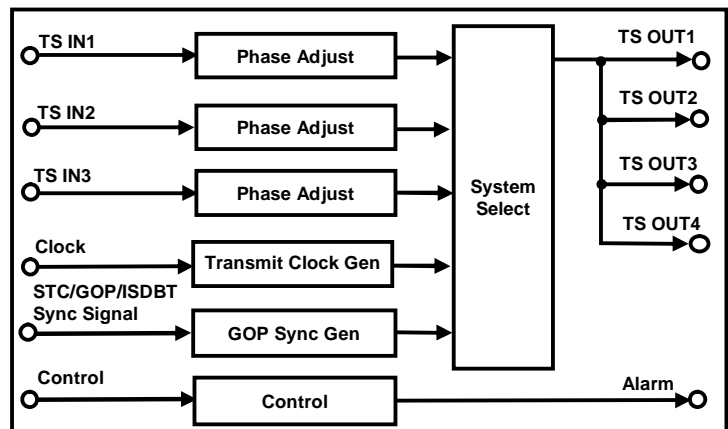 TS IN1
Phase Adjust
TS OUT1
TS IN2
Phase Adjust
TS OUT2
TS IN3
Phase Adjust
TS OUT3
System
Select
TS OUT4
Clock
Transmit Clock Gen
STC/GOP/ISDBT
Sync Signal
GOP Sync Gen
Control
Control
Alarm